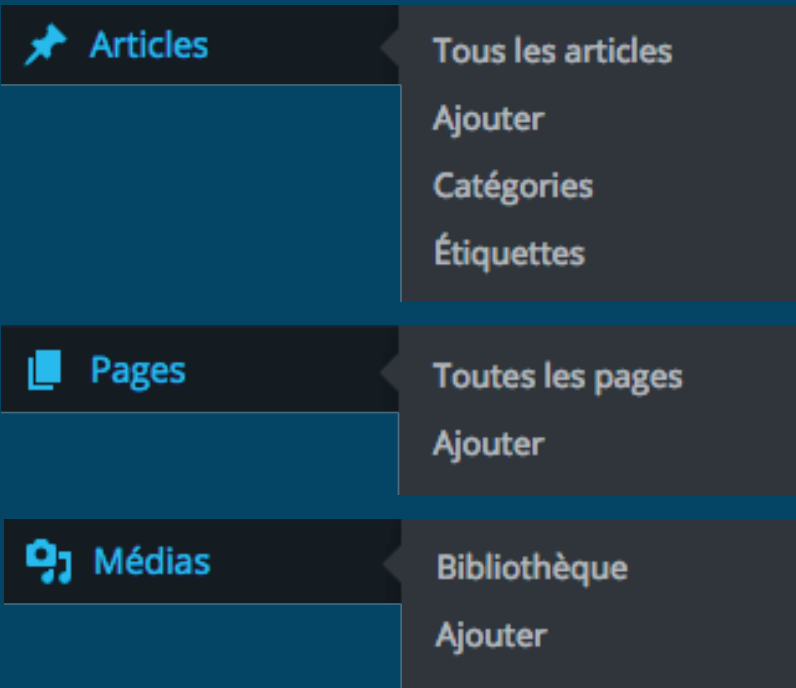 Articles
Tous les articles
Ajouter
Catégories
Étiquettes
Pages
Toutes les pages
Ajouter
Médias
Bibliothèque
Ajouter